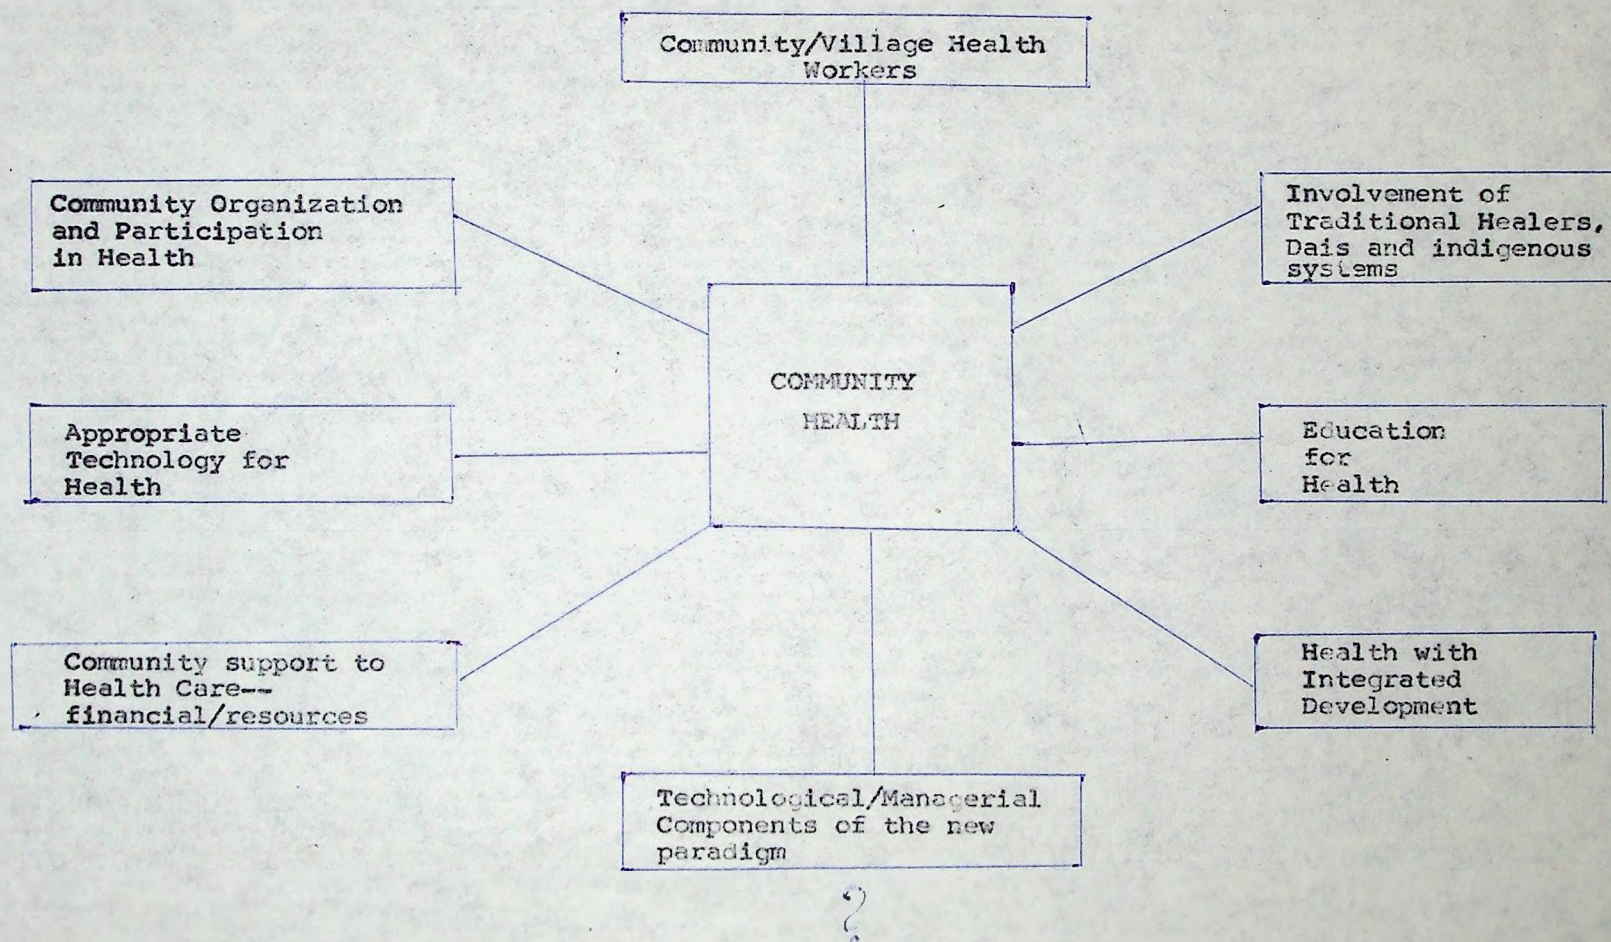 Community/Village Health
Workers
Community Organization
and Participation
in Health
Involvement of
Traditional Healers,
Dais and indigenous
systems
COMMUNITY
HEALTH
Appropriate
Technology for
Health
Education
for
Health
Community support to
Health Care--
financial/resources
Health with
Integrated
Development
Technological/Managerial
Components of the new
paradigm
?